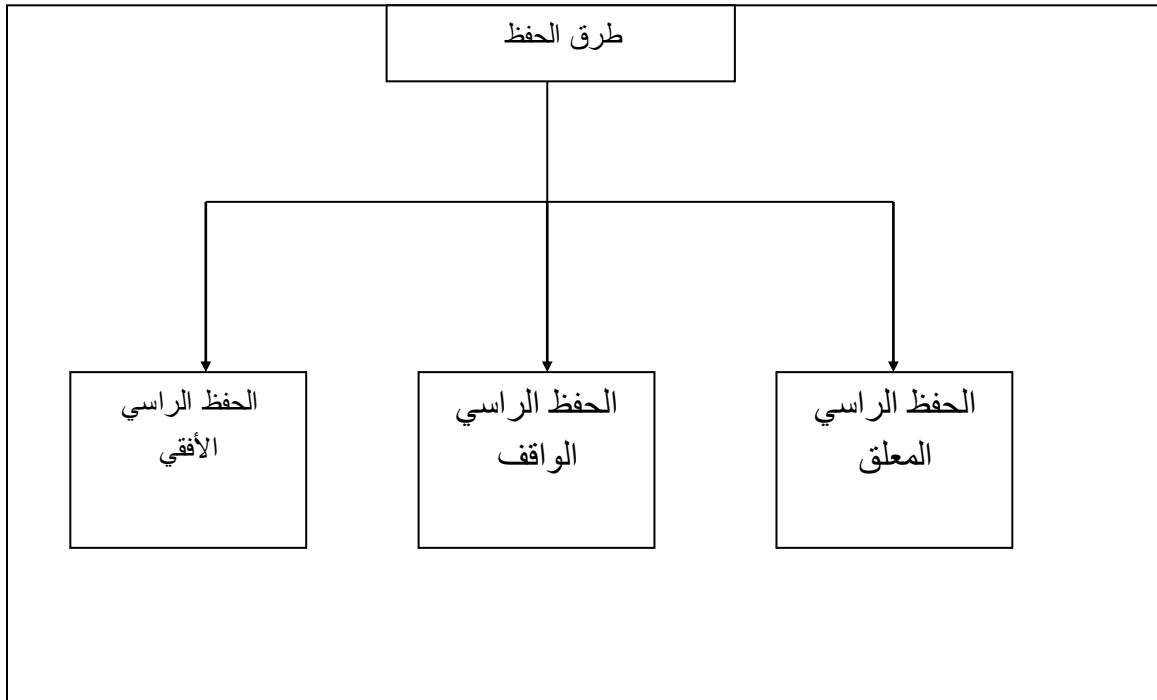 طرق الحفظ
الحفظ الراسي
المعلق
الحفظ الراسي
الواقف
الحفظ الراسي
الأفقي